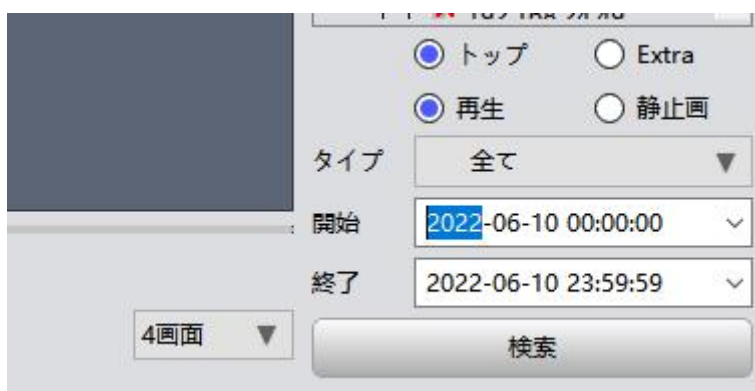 トップ Extra
再生 静止画
タイプ 全て
開始 2022-06-10 00:00:00
終了 2022-06-10 23:59:59
4画面 検索